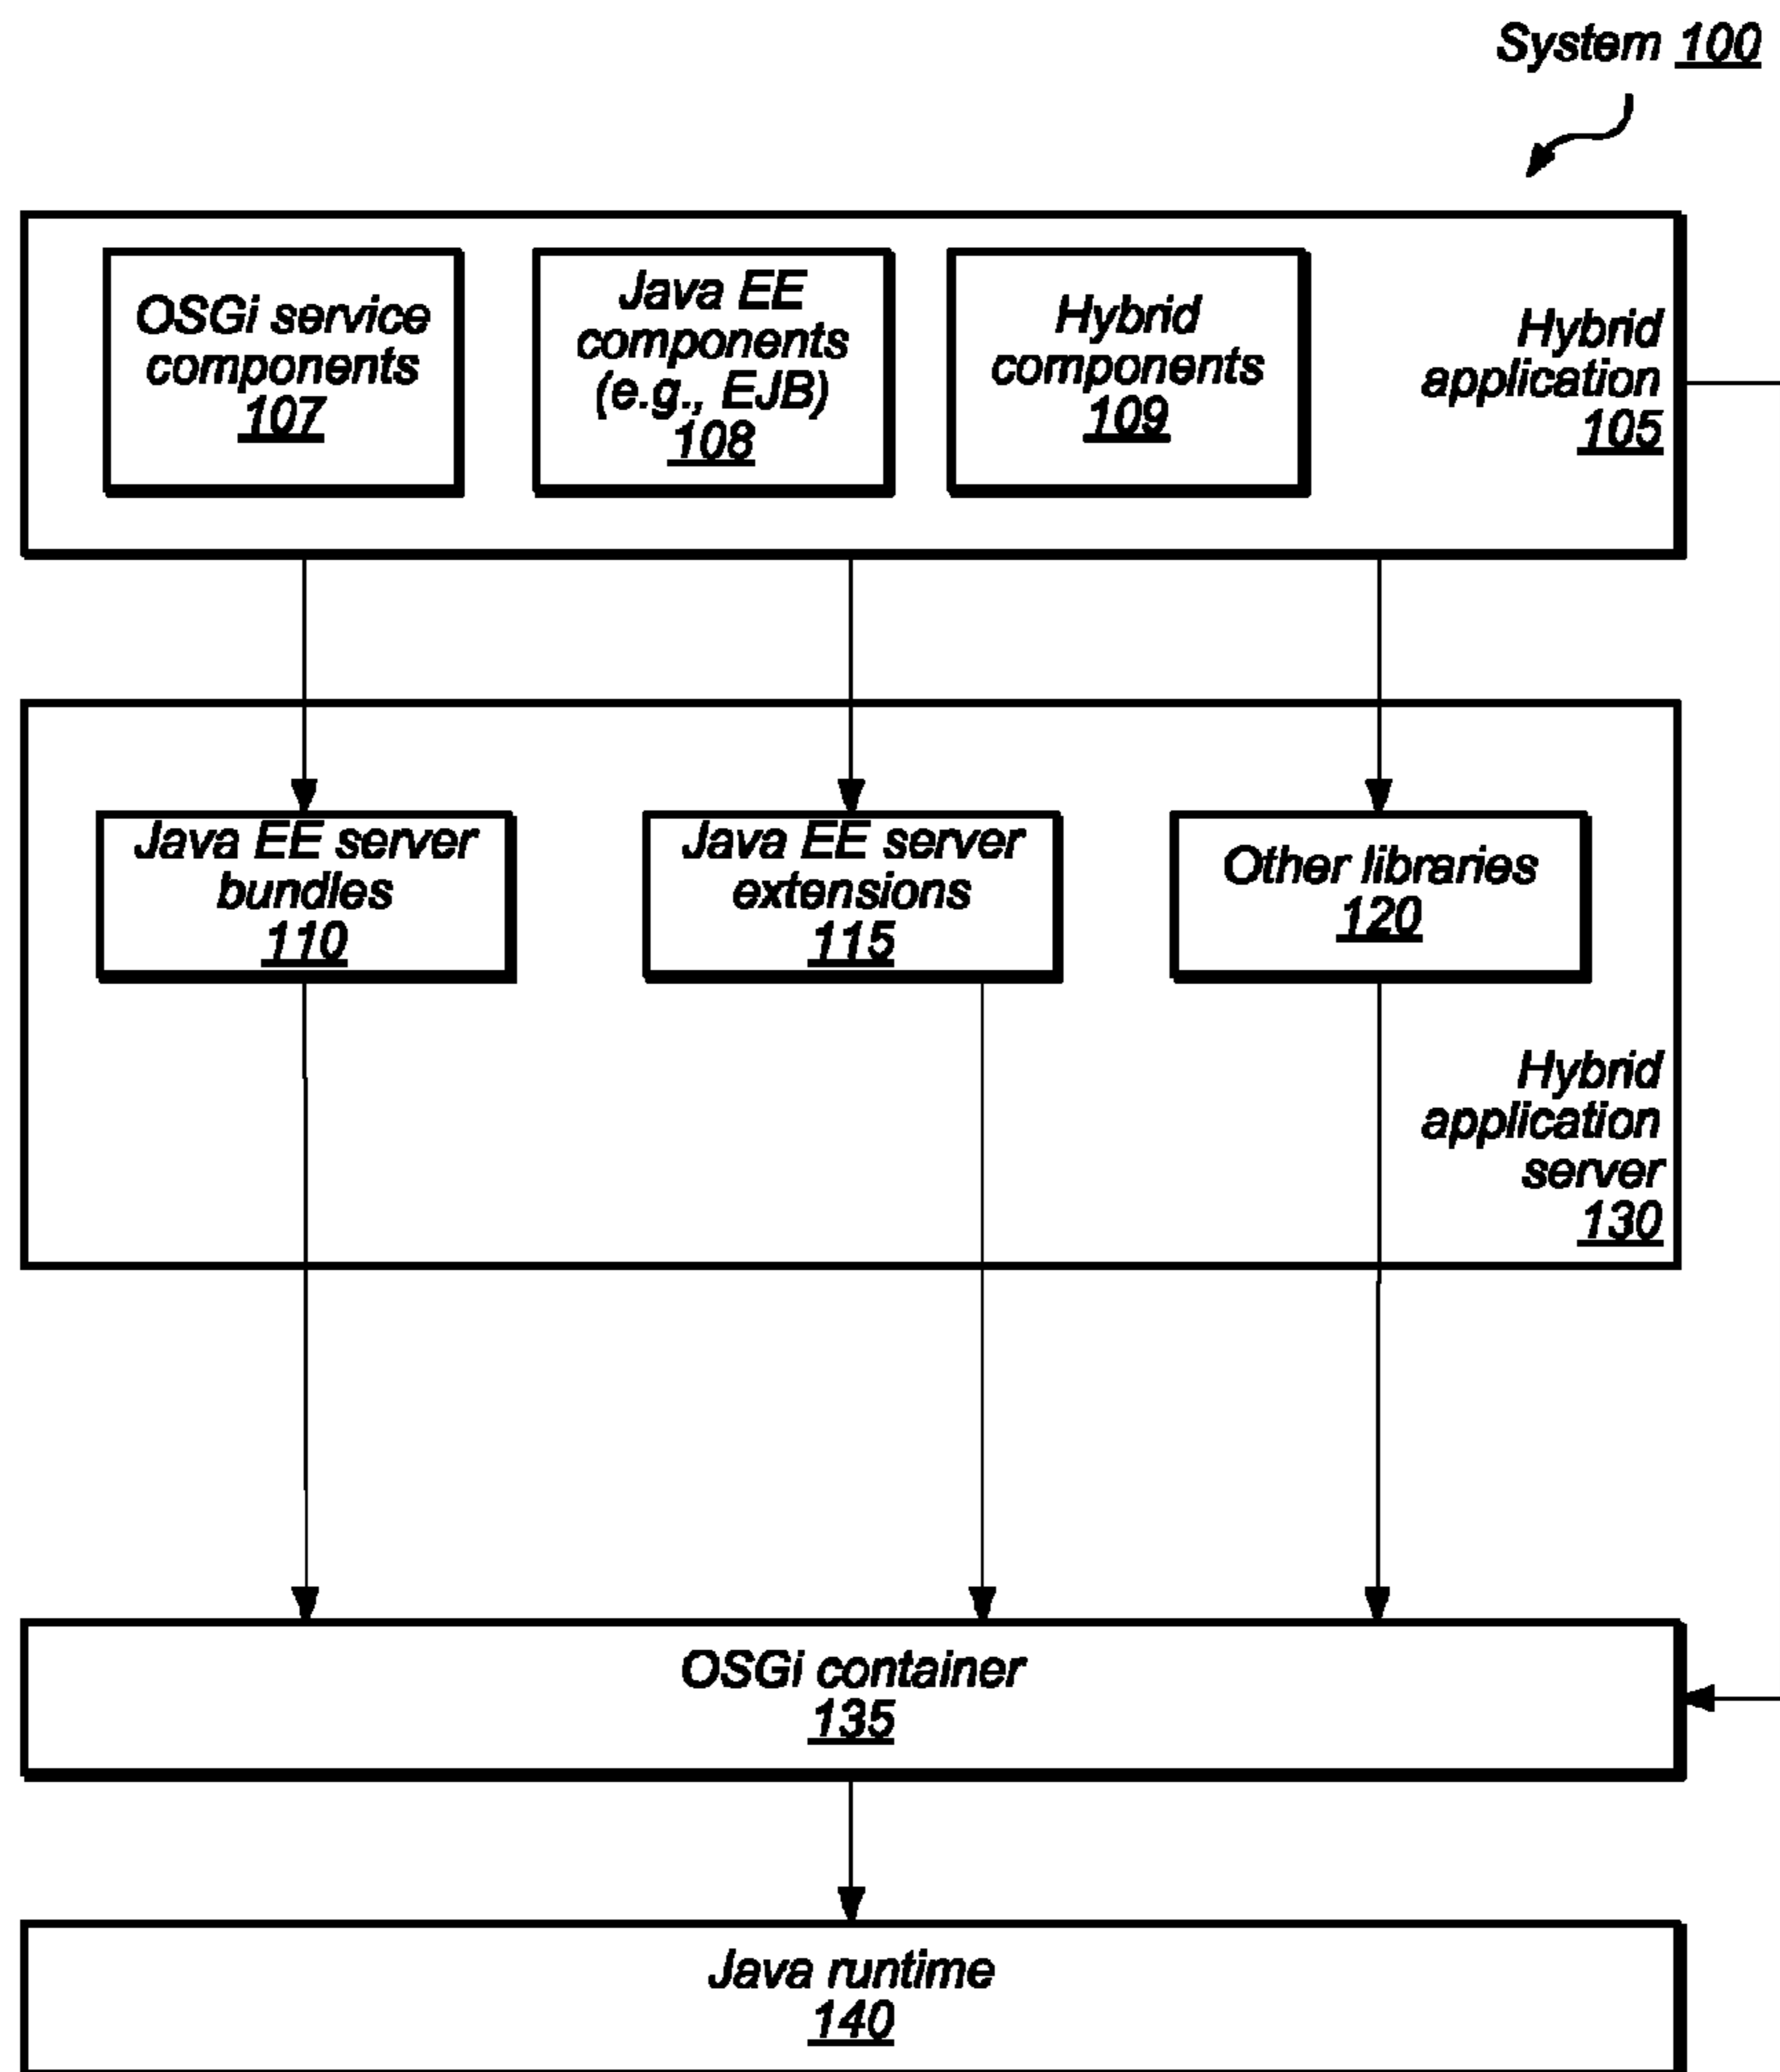 System 100
OSGi service
components
107
Java EE
components
(e.g., EJB)
108
Hybrid
components
109
Hybrid
application
105
Java EE server
bundles
110
Java EE server
extensions
115
Other libraries
120
Hybrid
application
server
130
OSGi container
135
Java runtime
140